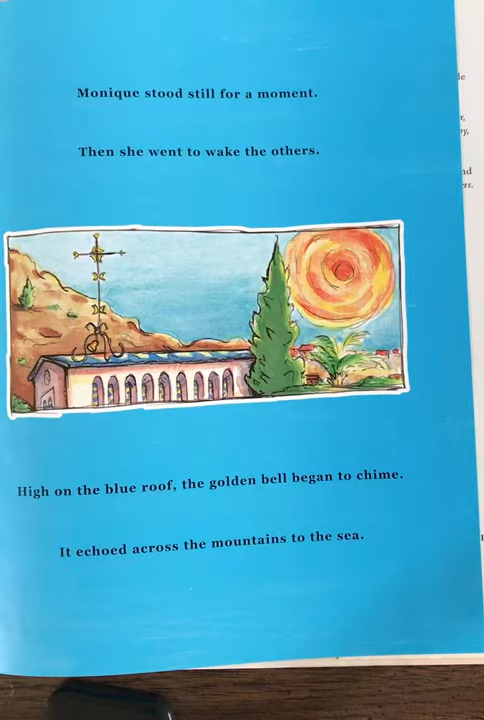 Monique stood still for a moment.
Then she went to wake the others.
High on the blue roof, the golden bell began to chime.
It echoed across the mountains to the sea.